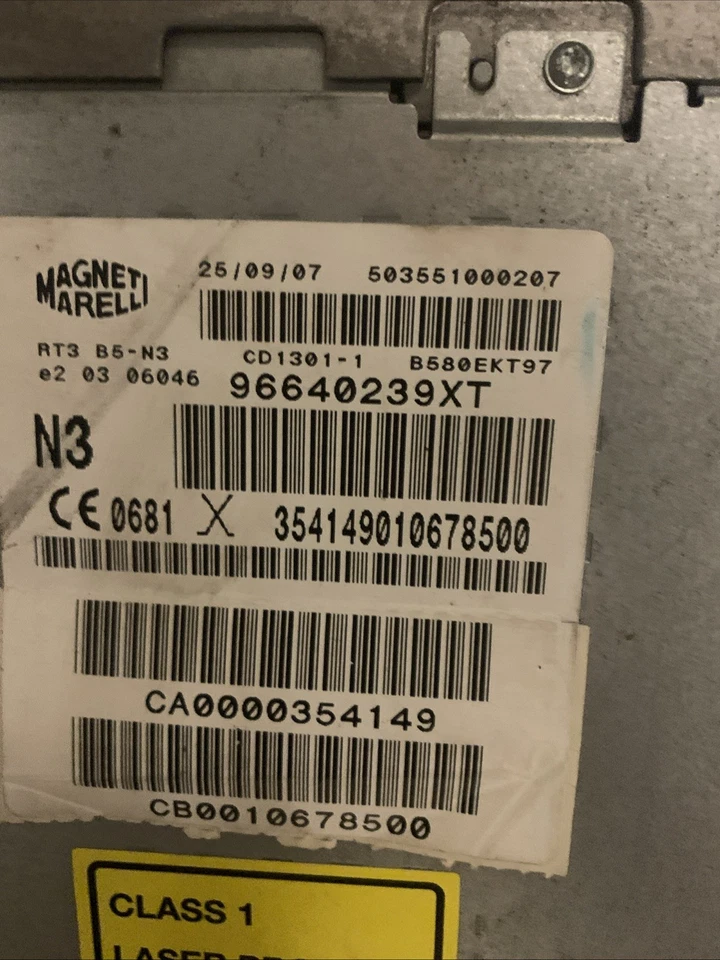 MAGNETI
MARELLI
25/09/07 503551000207
RT3 B5-N3 CD1301-1 B580EKT97
e2 03 06046 96640239XT
N3
CE 0681 354149010678500
CA0000354149
CB0010678500
CLASS 1
LASER